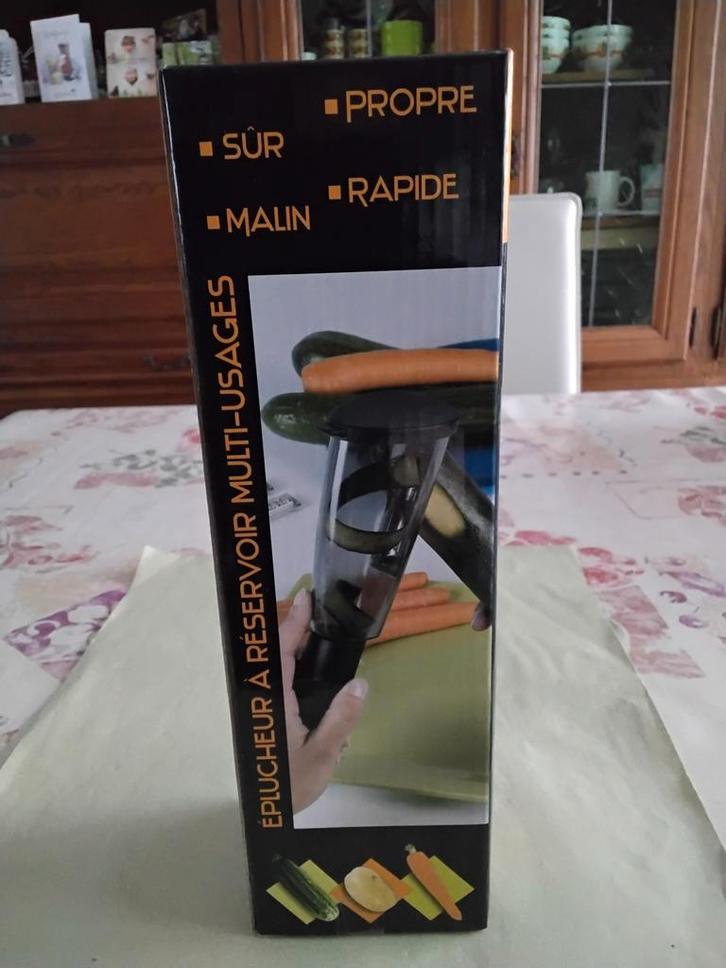 PROPRE
SÛR
RAPIDE
MALIN
ÉPLUCHEUR À RÉSERVOIR MULTI-USAGES